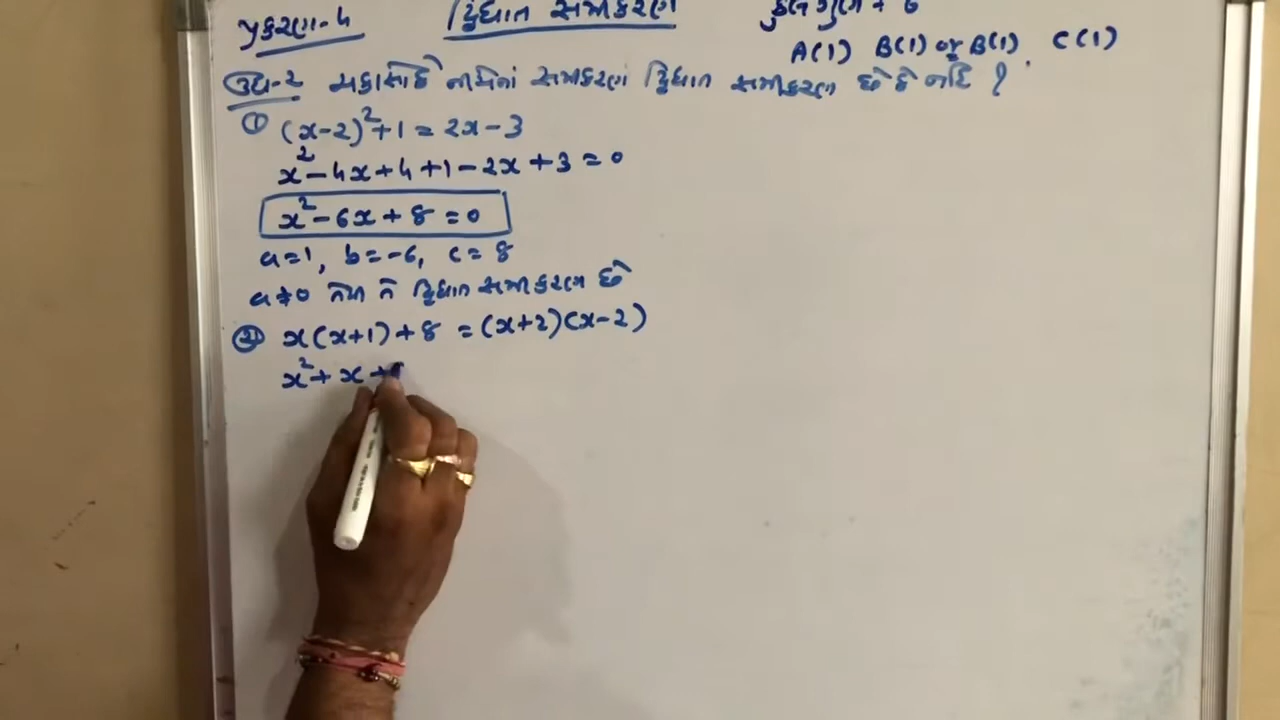 પ્રકરણ-4 દ્વિઘાત સમીકરણ
A(1) B(1) or B(1) C(1)
ઉદા-2 ચકાસો કે નીચેનાં સમીકરણ દ્વિઘાત સમીકરણ છે કે નહિ ?
① (x-2)²+1 = 2x-3
x²-4x+4+1-2x+3=0
x²-6x+8=0
a=1, b=-6, c=8
a≠0 તેથી તે દ્વિઘાત સમીકરણ છે
② x(x+1)+8 = (x+2)(x-2)
x²+x+